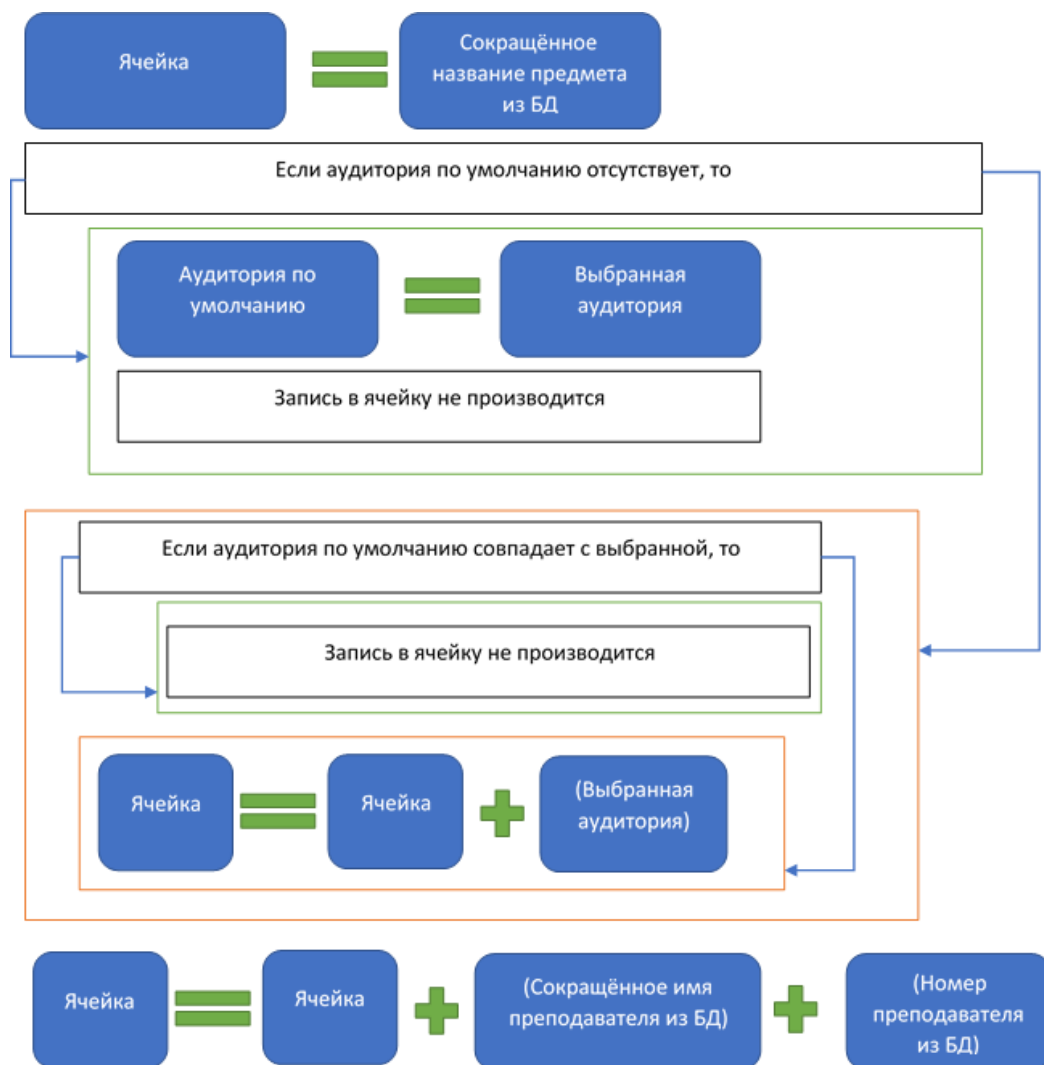 Ячейка
Сокращённое
название предмета
из БД
Если аудитория по умолчанию отсутствует, то
Аудитория по
умолчанию
Выбранная
аудитория
Запись в ячейку не производится
Если аудитория по умолчанию совпадает с выбранной, то
Запись в ячейку не производится
Ячейка
Ячейка
(Выбранная
аудитория)
Ячейка
Ячейка
(Сокращённое имя
преподавателя из БД)
(Номер
преподавателя
из БД)